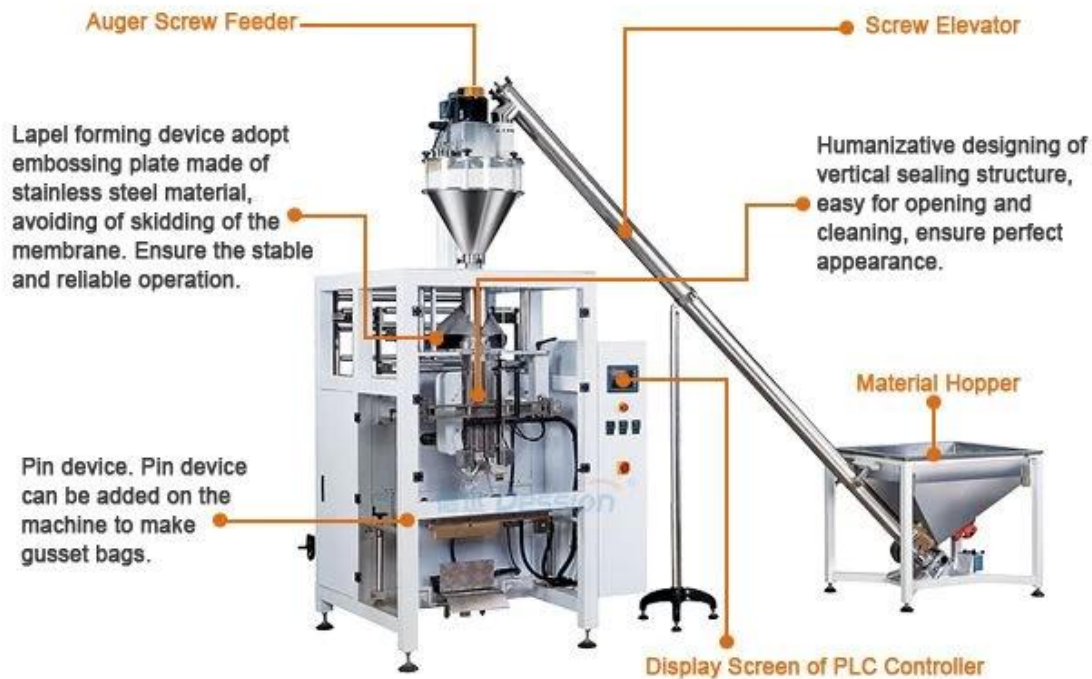 Auger Screw Feeder
Screw Elevator
Lapel forming device adopt
embossing plate made of
stainless steel material,
avoiding of skidding of the
membrane. Ensure the stable
and reliable operation.
Humanizative designing of
vertical sealing structure,
easy for opening and
cleaning, ensure perfect
appearance.
Material Hopper
Pin device. Pin device
can be added on the
machine to make
gusset bags.
Display Screen of PLC Controller